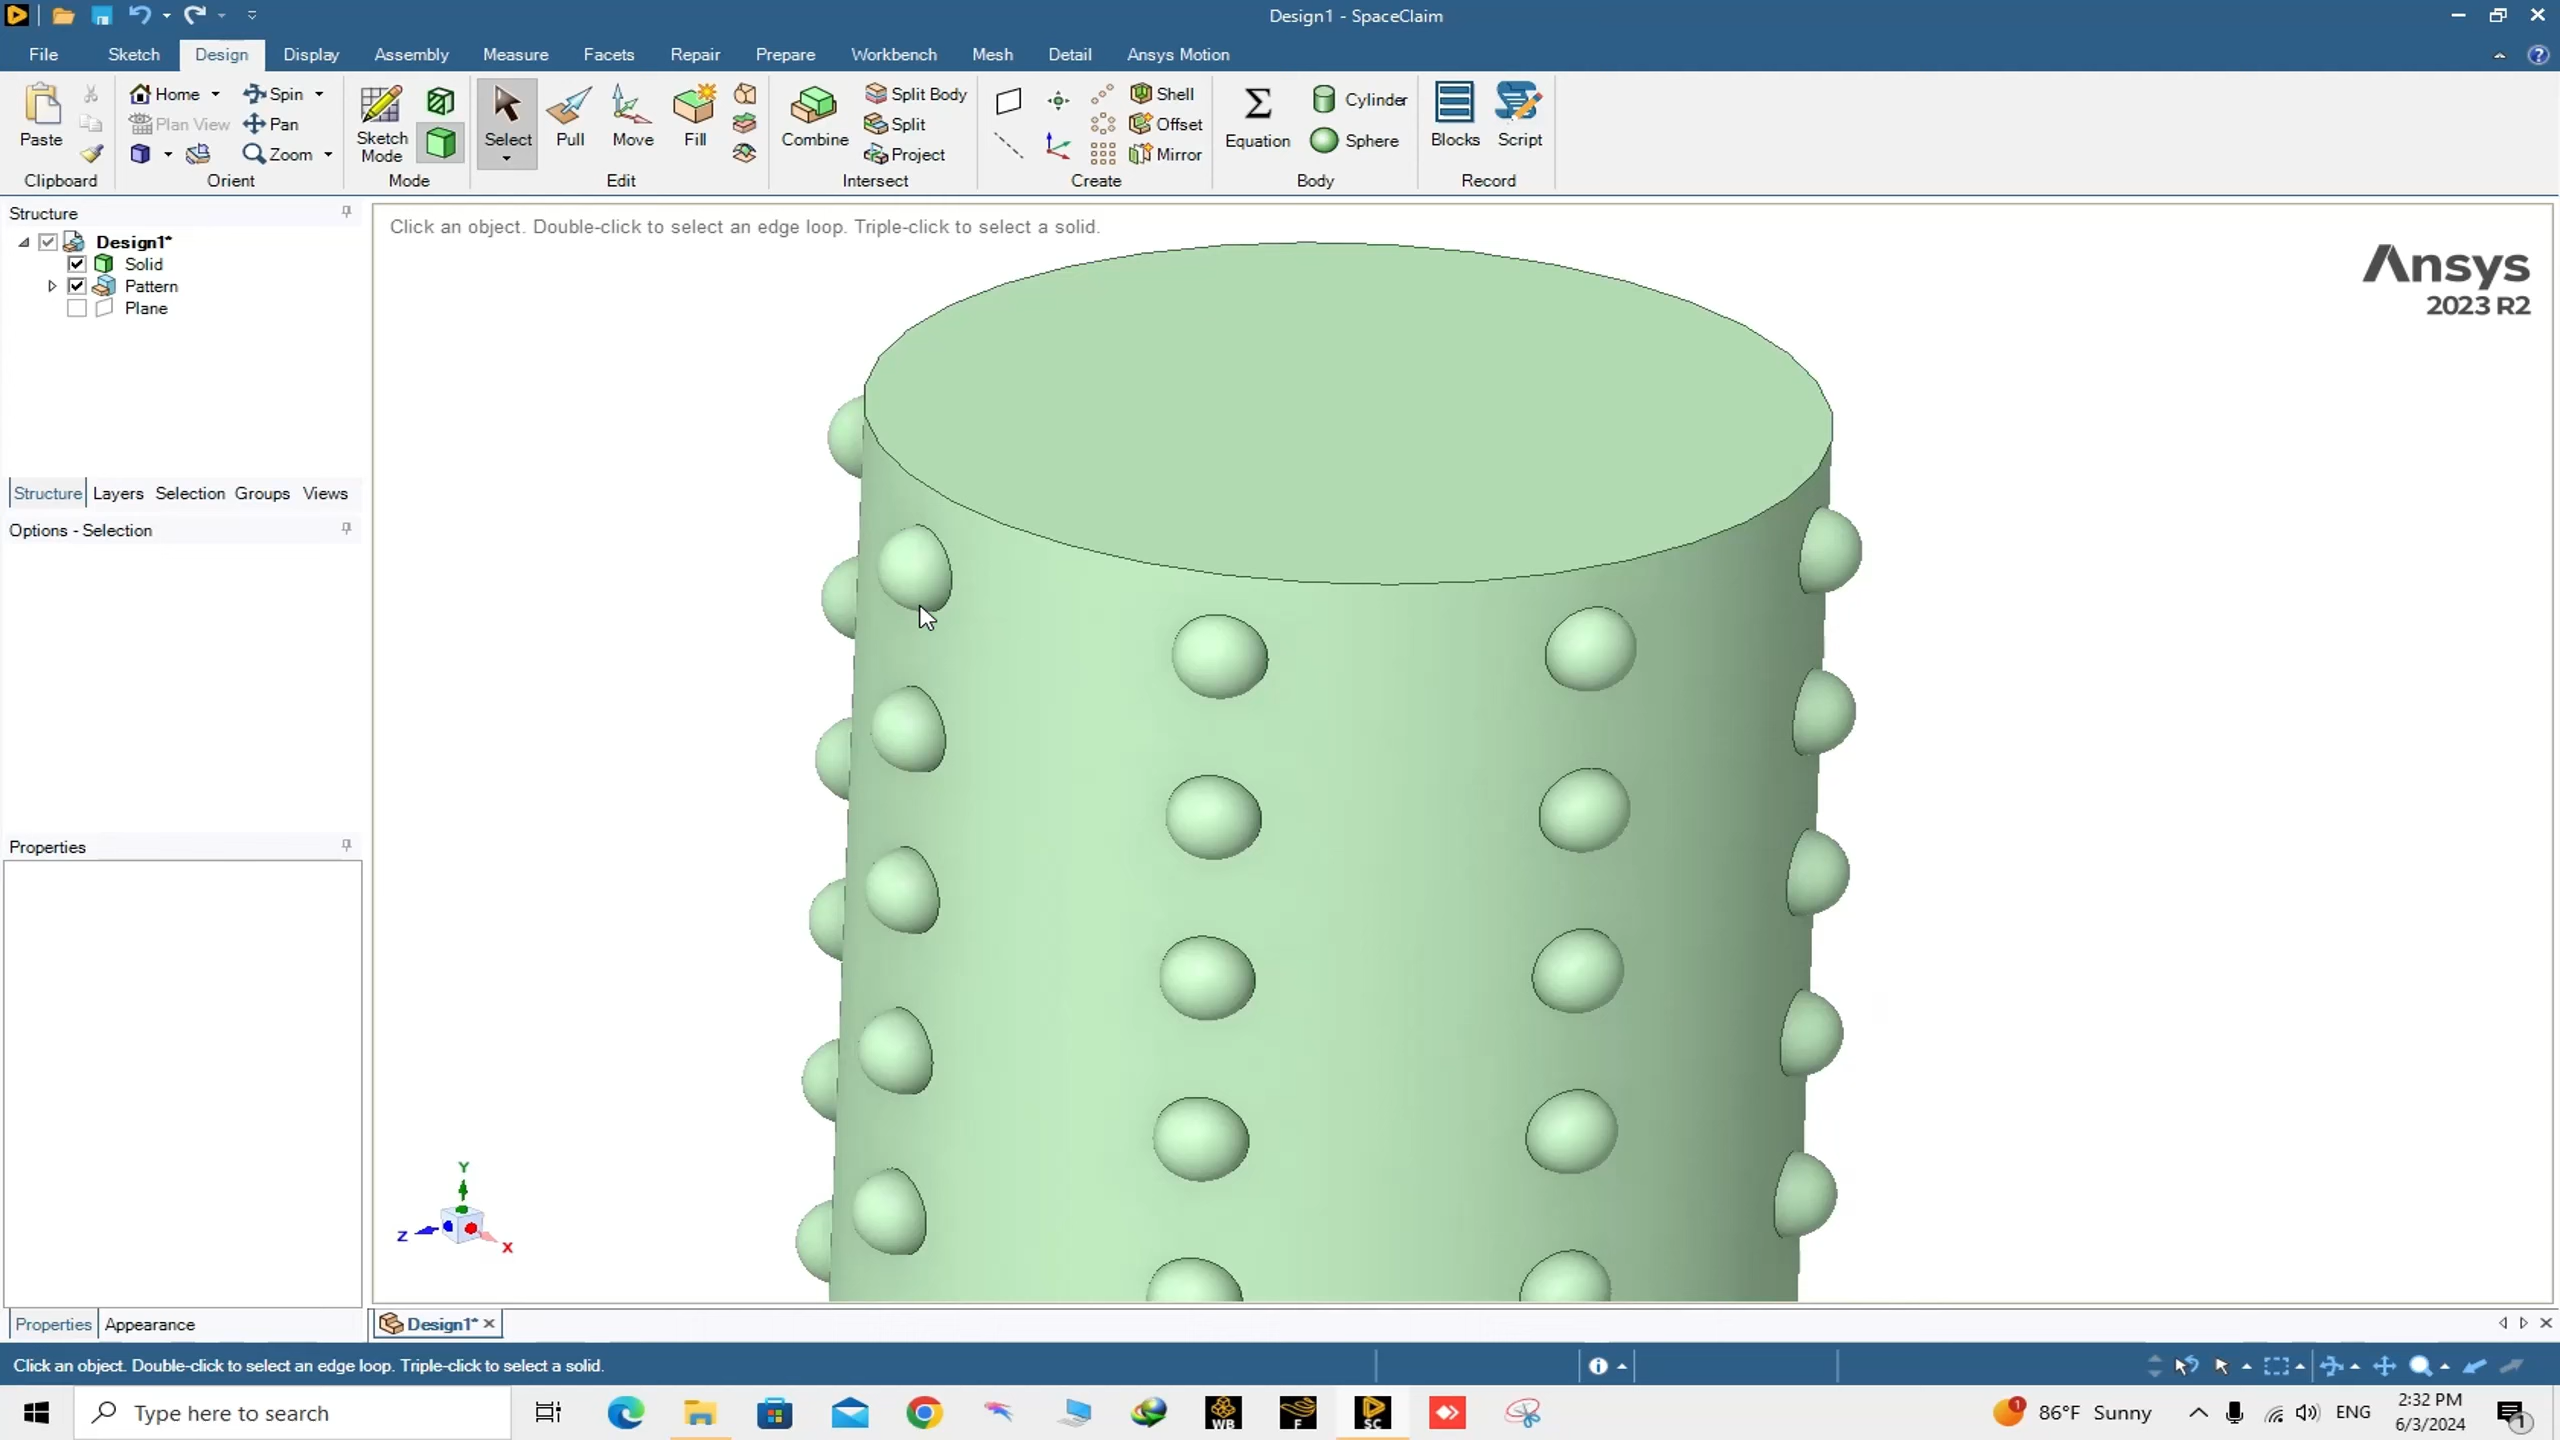 Design1 - SpaceClaim
File Sketch Design Display Assembly Measure Facets Repair Prepare Workbench Mesh Detail Ansys Motion
Paste
Clipboard
Home
Plan View
Spin
Pan
Zoom
Orient
Sketch Mode
Mode
Select
Pull
Move
Fill
Edit
Combine
Split Body
Split
Project
Intersect
Shell
Offset
Mirror
Create
Equation
Cylinder
Sphere
Body
Blocks
Script
Record
Structure
Design1*
Solid
Pattern
Plane
Structure Layers Selection Groups Views
Options - Selection
Properties
Properties Appearance
Click an object. Double-click to select an edge loop. Triple-click to select a solid.
Ansys
2023 R2
Y
Z
X
Design1*
Click an object. Double-click to select an edge loop. Triple-click to select a solid.
Type here to search
WB
F
SC
86°F Sunny
ENG
2:32 PM
6/3/2024
1
1